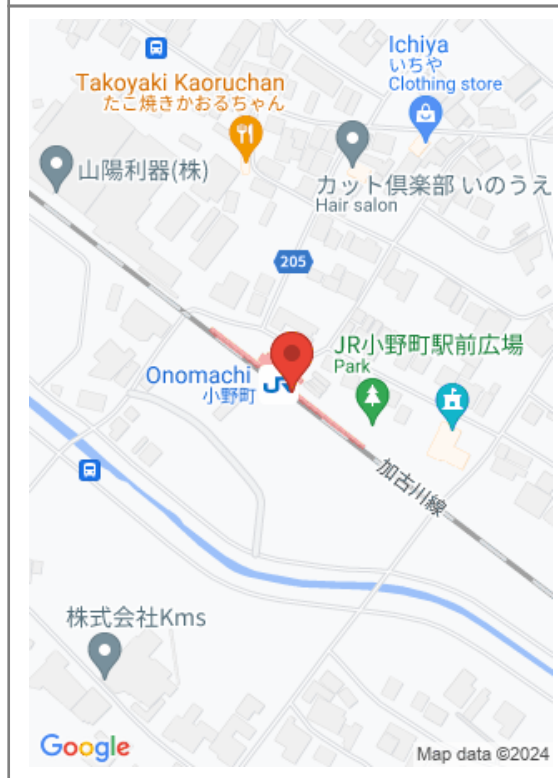 Ichiya
いちや
Clothing store
Takoyaki Kaoruchan
たこ焼きかおるちゃん
山陽利器(株)
カット倶楽部 いのうえ
Hair salon
205
JR小野町駅前広場
Park
Onomachi
小野町
JR
加古川線
株式会社Kms
Google
Map data ©2024